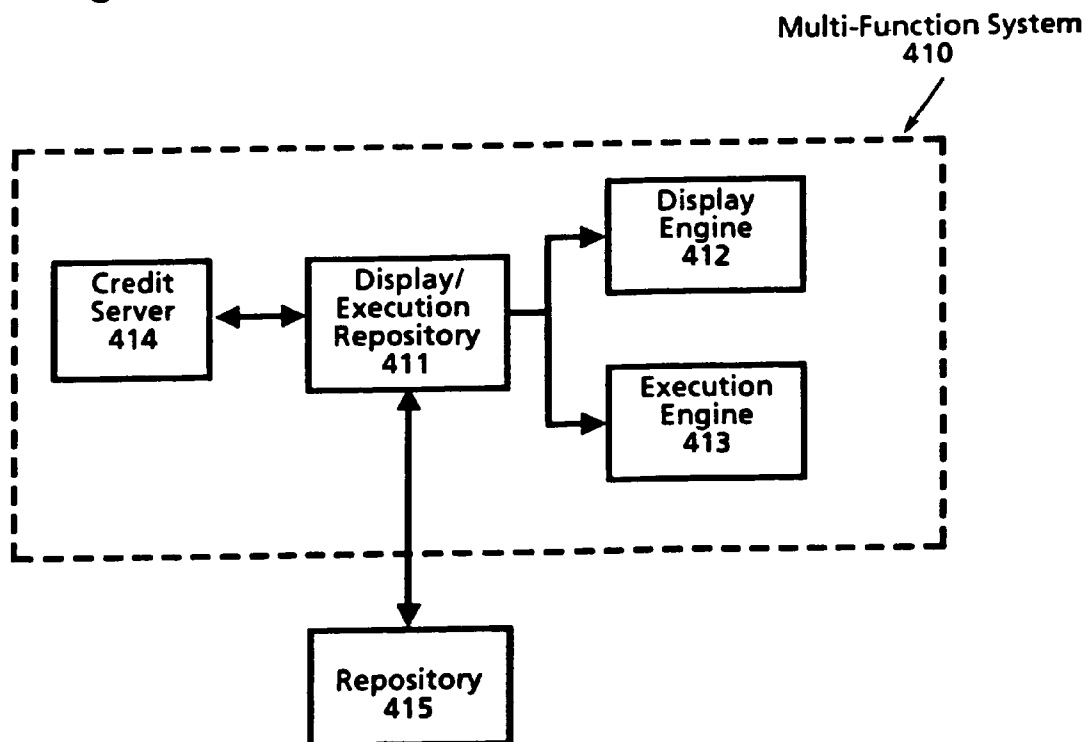 Multi-Function System
410
Display
Engine
412
Credit
Server
414
Display/
Execution
Repository
411
Execution
Engine
413
Repository
415